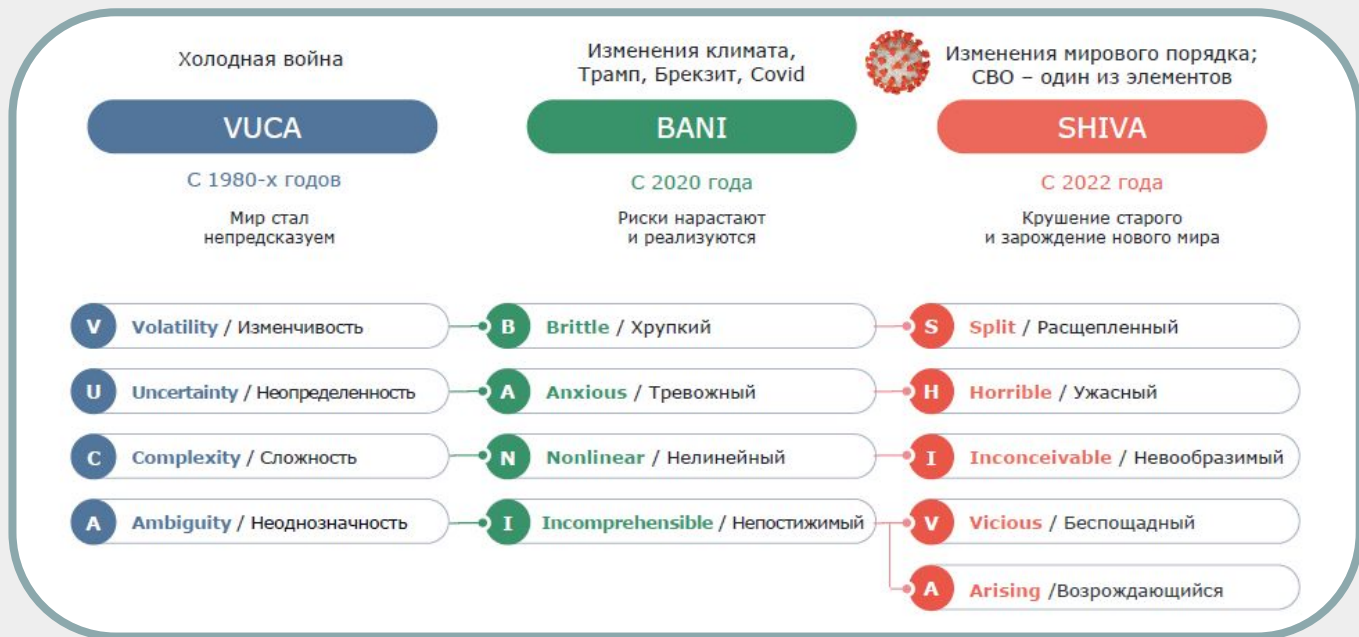 Холодная война
VUCA
С 1980-х годов
Мир стал
непредсказуем
V Volatility / Изменчивость
U Uncertainty / Неопределенность
C Complexity / Сложность
A Ambiguity / Неоднозначность
Изменения климата,
Трамп, Брекзит, Covid
BANI
С 2020 года
Риски нарастают
и реализуются
B Brittle / Хрупкий
A Anxious / Тревожный
N Nonlinear / Нелинейный
I Incomprehensible / Непостижимый
Изменения мирового порядка;
СВО – один из элементов
SHIVA
С 2022 года
Крушение старого
и зарождение нового мира
S Split / Расщепленный
H Horrible / Ужасный
I Inconceivable / Невообразимый
V Vicious / Беспощадный
A Arising /Возрождающийся